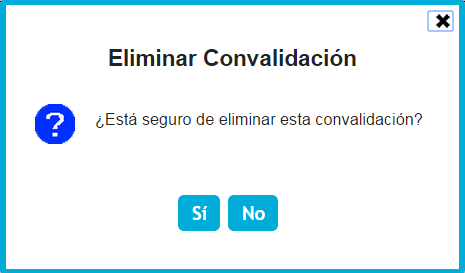 Eliminar Convalidación
¿Está seguro de eliminar esta convalidación?
Sí
No